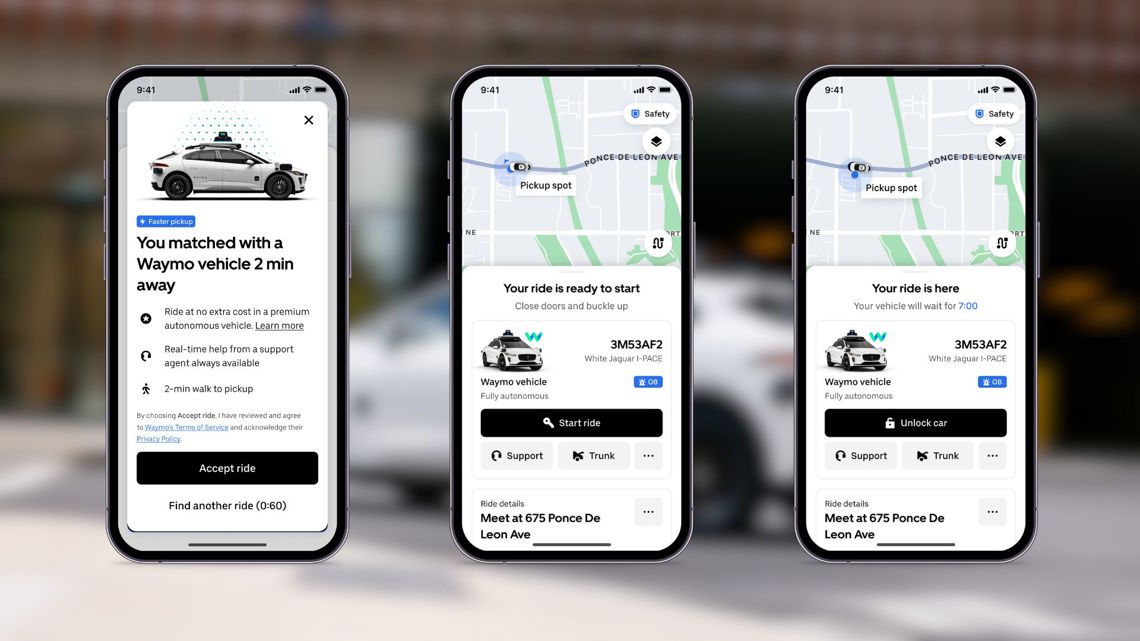 9:41
Faster pickup
You matched with a
Waymo vehicle 2 min
away
Ride at no extra cost in a premium
autonomous vehicle. Learn more
Real-time help from a support
agent always available
2-min walk to pickup
By choosing Accept ride, I have reviewed and agree
to Waymo's Terms of Service and acknowledge their
Privacy Policy.
Accept ride
Find another ride (0:60)
9:41
Safety
PONCE DE LEON AVE
Pickup spot
NE
ORT
Your ride is ready to start
Close doors and buckle up
3M53AF2
White Jaguar I-PACE
Waymo vehicle
OB
Fully autonomous
Start ride
Support
Trunk
Ride details
Meet at 675 Ponce De
Leon Ave
9:41
Safety
PONCE DE LEON AVE
Pickup spot
NE
ORT
Your ride is here
Your vehicle will wait for 7:00
3M53AF2
White Jaguar I-PACE
Waymo vehicle
OB
Fully autonomous
Unlock car
Support
Trunk
Ride details
Meet at 675 Ponce De
Leon Ave